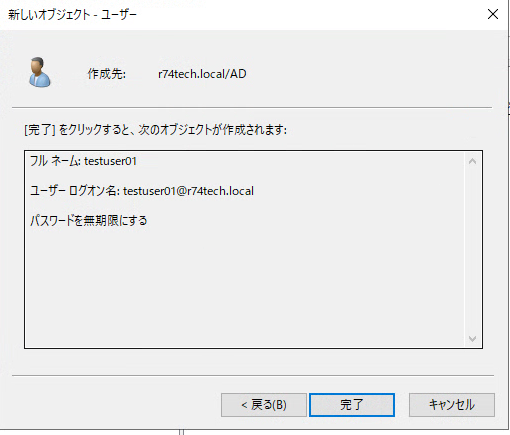 新しいオブジェクト - ユーザー
作成先: r74tech.local/AD
[完了] をクリックすると、次のオブジェクトが作成されます:
フル ネーム: testuser01
ユーザー ログオン名: testuser01@r74tech.local
パスワードを無期限にする
< 戻る(B) 完了 キャンセル